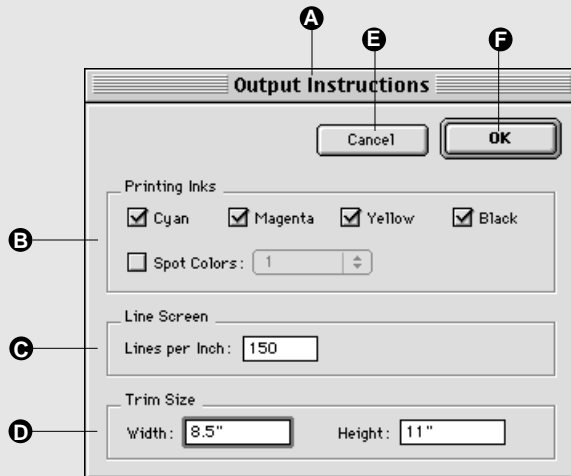 A
E F
Output Instructions
Cancel OK
Printing Inks
B
Cyan Magenta Yellow Black
Spot Colors: 1
Line Screen
C Lines per Inch: 150
Trim Size
D Width: 8.5" Height: 11"